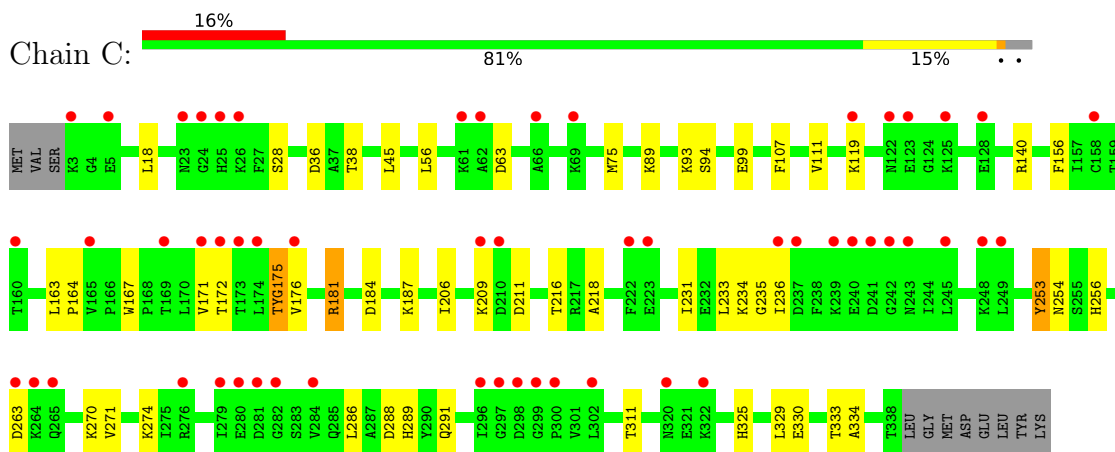 16%
Chain C:
81% 15% • •
MET VAL SER K3 G4 E5 L18 N23 G24 H25 K26 F27 S28 D36 A37 T38 L45 L56 K61 A62 D63 A66 K69 M75 K89 K93 S94 E99 F107 V111 K119 N122 E123 G124 K125 E128 R140 F156 I157 C158 T159
T160 L163 P164 V165 P166 W167 P168 T169 L170 V171 T172 T173 L174 TYG175 V176 R181 D184 K187 I206 K209 D210 D211 T216 R217 A218 F222 E223 I231 E232 L233 K234 G235 I236 D237 F238 K239 E240 D241 G242 N243 I244 L245 K248 L249 Y253 N254 S255 H256
D263 K264 Q265 K270 V271 K274 I275 R276 I279 E280 D281 G282 S283 V284 Q285 L286 A287 D288 H289 Y290 Q291 I296 G297 D298 G299 P300 V301 L302 T311 N320 E321 K322 H325 L329 E330 T333 A334 T338 LEU GLY MET ASP GLU LEU TYR LYS